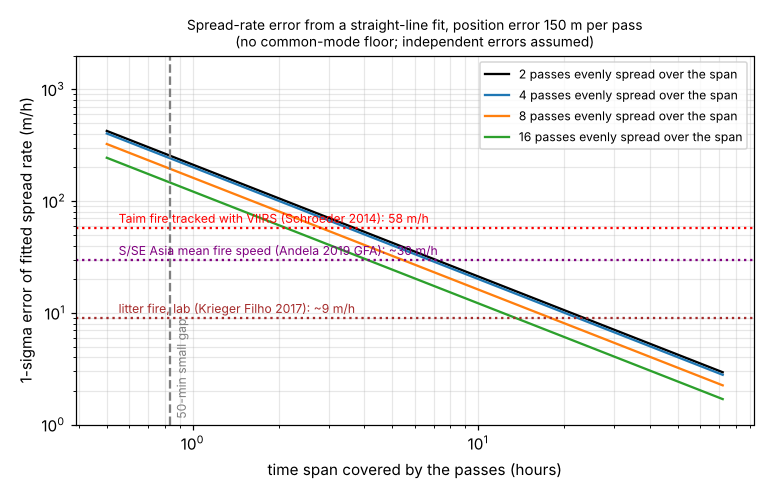 Spread-rate error from a straight-line fit, position error 150 m per pass
(no common-mode floor; independent errors assumed)
1-sigma error of fitted spread rate (m/h)
10³
10²
10¹
10⁰
2 passes evenly spread over the span
4 passes evenly spread over the span
8 passes evenly spread over the span
16 passes evenly spread over the span
Taim fire tracked with VIIRS (Schroeder 2014): 58 m/h
S/SE Asia mean fire speed (Andela 2019 GFA): ~30 m/h
litter fire, lab (Krieger Filho 2017): ~9 m/h
50-min small gap
10⁰
10¹
time span covered by the passes (hours)